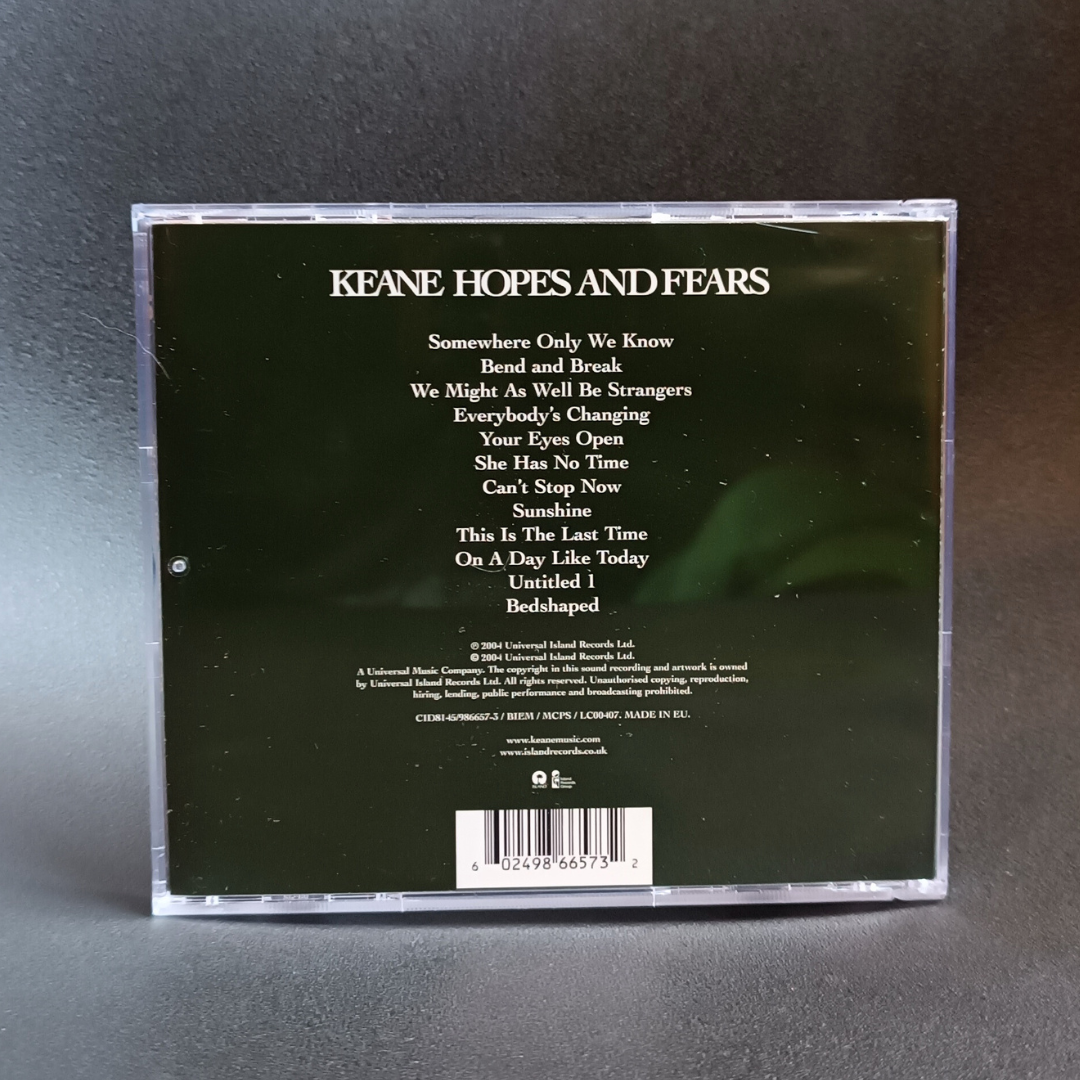 KEANE HOPES AND FEARS
Somewhere Only We Know
Bend and Break
We Might As Well Be Strangers
Everybody's Changing
Your Eyes Open
She Has No Time
Can't Stop Now
Sunshine
This Is The Last Time
On A Day Like Today
Untitled 1
Bedshaped
℗ 2004 Universal Island Records Ltd.
© 2004 Universal Island Records Ltd.
A Universal Music Company. The copyright in this sound recording and artwork is owned
by Universal Island Records Ltd. All rights reserved. Unauthorised copying, reproduction,
hiring, lending, public performance and broadcasting prohibited.
CID8145/986657-3 / BIEM / MCPS / LC00407. MADE IN EU.
www.keanemusic.com
www.islandrecords.co.uk
ISLAND Island
Records
Group
6 02498 66573 2